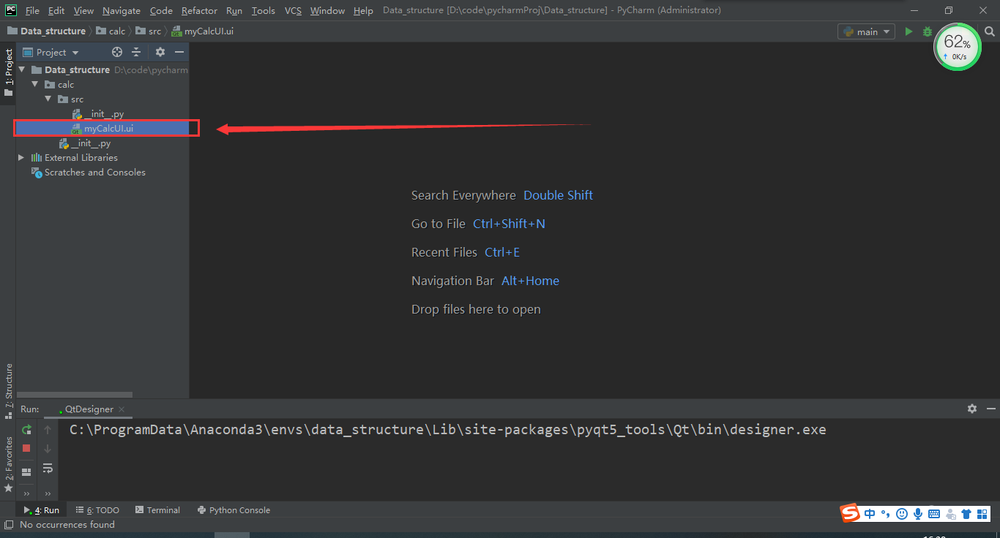 PC File Edit View Navigate Code Refactor Run Tools VCS Window Help Data_structure [D:\code\pycharmProj\Data_structure] - PyCharm (Administrator)
Data_structure calc src myCalcUI.ui main
62%
0K/s
1: Project
Project
Data_structure D:\code\pycharm
calc
src
__init__.py
myCalcUI.ui
__init__.py
External Libraries
Scratches and Consoles
Search Everywhere Double Shift
Go to File Ctrl+Shift+N
Recent Files Ctrl+E
Navigation Bar Alt+Home
Drop files here to open
7: Structure
2: Favorites
Run: QtDesigner
C:\ProgramData\Anaconda3\envs\data_structure\Lib\site-packages\pyqt5_tools\Qt\bin\designer.exe
4: Run 6: TODO Terminal Python Console
S 中
No occurrences found